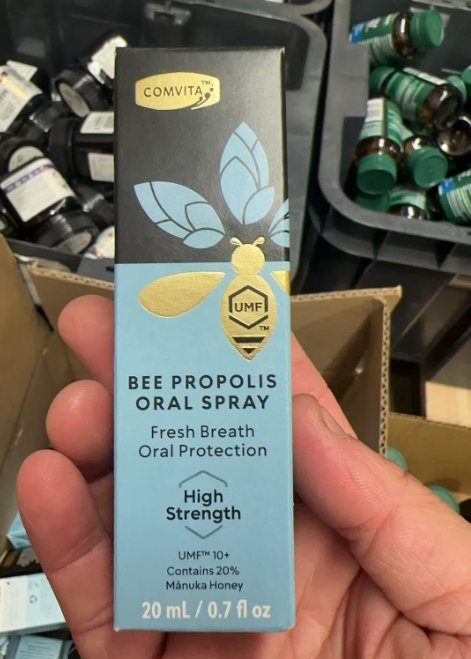 COMVITA™
UMF™
BEE PROPOLIS
ORAL SPRAY
Fresh Breath
Oral Protection
High
Strength
UMF™ 10+
Contains 20%
Mānuka Honey
20 mL / 0.7 fl oz